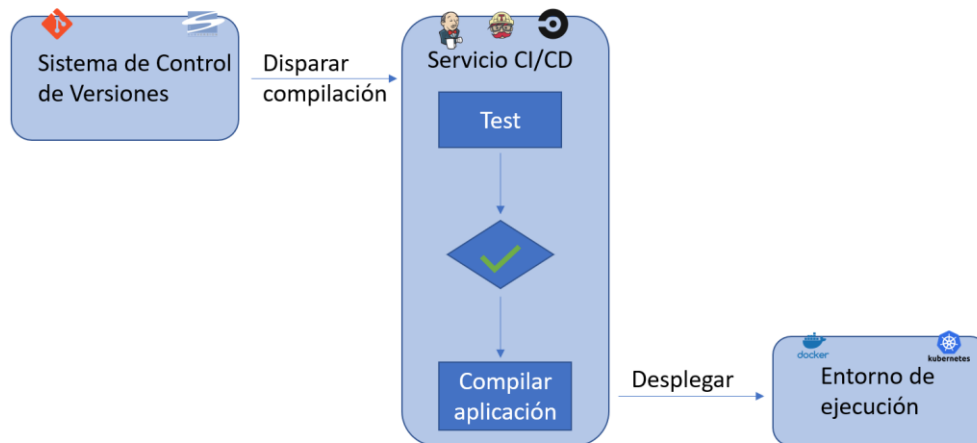 Sistema de Control
de Versiones
Disparar
compilación
Servicio CI/CD
Test
Compilar
aplicación
Desplegar
docker
kubernetes
Entorno de
ejecución